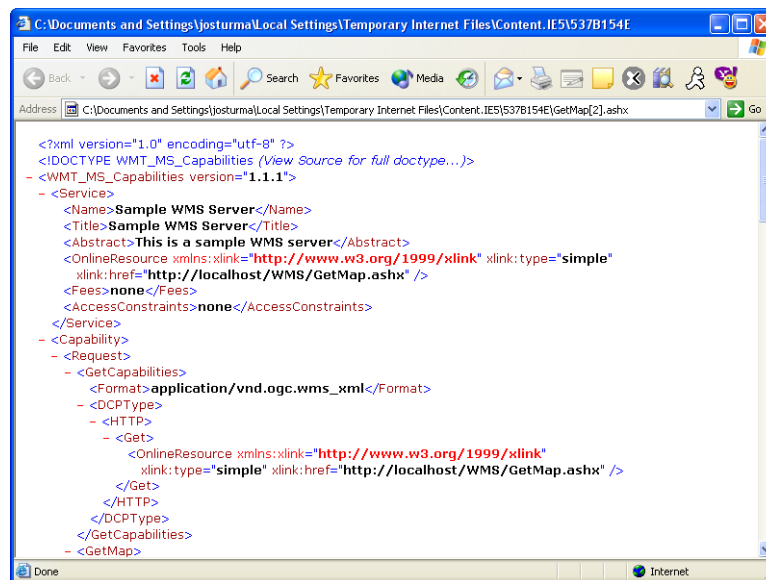 C:\Documents and Settings\josturma\Local Settings\Temporary Internet Files\Content.IE5\537B154E
File Edit View Favorites Tools Help
Back Search Favorites Media
Address C:\Documents and Settings\josturma\Local Settings\Temporary Internet Files\Content.IE5\537B154E\GetMap[2].ashx Go
<?xml version="1.0" encoding="utf-8" ?>
<!DOCTYPE WMT_MS_Capabilities (View Source for full doctype...)>
- <WMT_MS_Capabilities version="1.1.1">
- <Service>
<Name>Sample WMS Server</Name>
<Title>Sample WMS Server</Title>
<Abstract>This is a sample WMS server</Abstract>
<OnlineResource xmlns:xlink="http://www.w3.org/1999/xlink" xlink:type="simple"
xlink:href="http://localhost/WMS/GetMap.ashx" />
<Fees>none</Fees>
<AccessConstraints>none</AccessConstraints>
</Service>
- <Capability>
- <Request>
- <GetCapabilities>
<Format>application/vnd.ogc.wms_xml</Format>
- <DCPType>
- <HTTP>
- <Get>
<OnlineResource xmlns:xlink="http://www.w3.org/1999/xlink"
xlink:type="simple" xlink:href="http://localhost/WMS/GetMap.ashx" />
</Get>
</HTTP>
</DCPType>
</GetCapabilities>
- <GetMap>
Done Internet